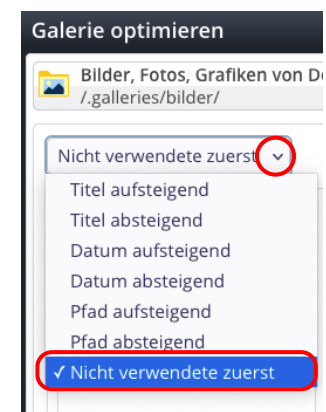 Galerie optimieren
Bilder, Fotos, Grafiken von D
/.galleries/bilder/
Nicht verwendete zuerst
Titel aufsteigend
Titel absteigend
Datum aufsteigend
Datum absteigend
Pfad aufsteigend
Pfad absteigend
✓ Nicht verwendete zuerst